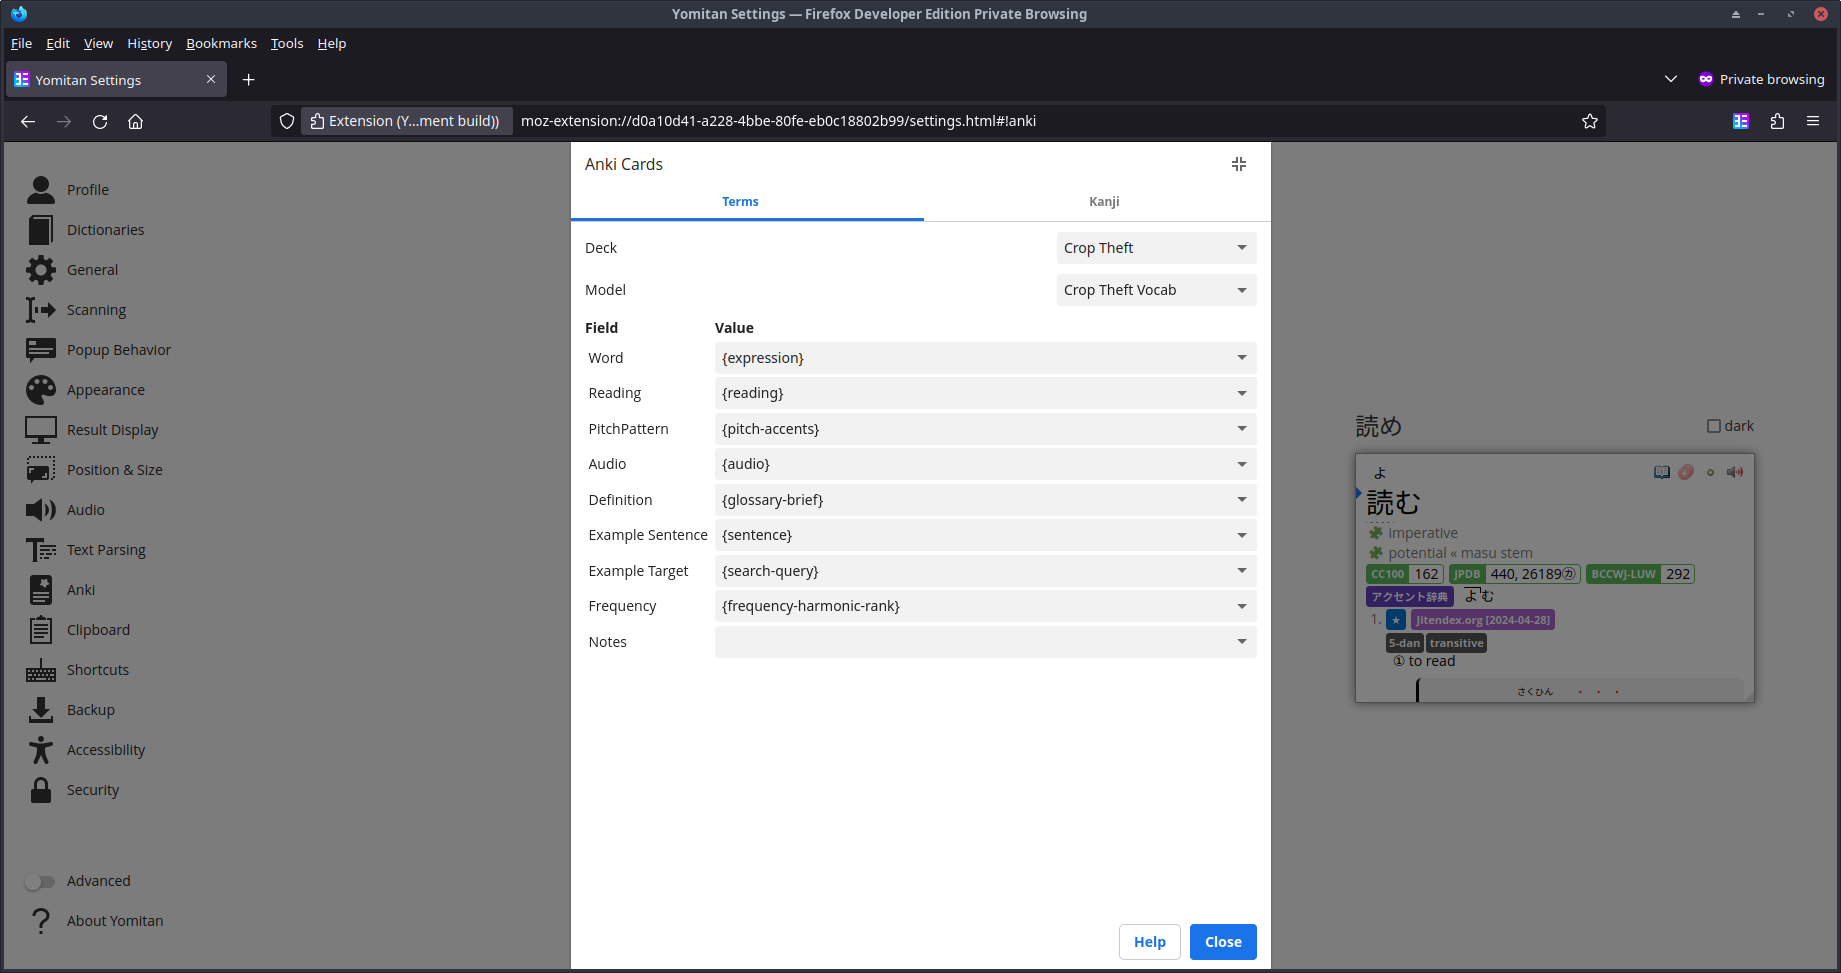 Yomitan Settings — Firefox Developer Edition Private Browsing
File Edit View History Bookmarks Tools Help
Yomitan Settings
Private browsing
Extension (Y...ment build)) moz-extension://d0a10d41-a228-4bbe-80fe-eb0c18802b99/settings.html#!anki
Profile
Dictionaries
General
Scanning
Popup Behavior
Appearance
Result Display
Position & Size
Audio
Text Parsing
Anki
Clipboard
Shortcuts
Backup
Accessibility
Security
Advanced
About Yomitan
Anki Cards
Terms Kanji
Deck Crop Theft
Model Crop Theft Vocab
Field Value
Word {expression}
Reading {reading}
PitchPattern {pitch-accents}
Audio {audio}
Definition {glossary-brief}
Example Sentence {sentence}
Example Target {search-query}
Frequency {frequency-harmonic-rank}
Notes
Help Close
読め dark
よ
読む
imperative
potential « masu stem
CC100 162 JPDB 440, 26189㋕ BCCWJ-LUW 292
アクセント辞典 よむ
1. ★ Jitendex.org [2024-04-28]
5-dan transitive
① to read
さくひん